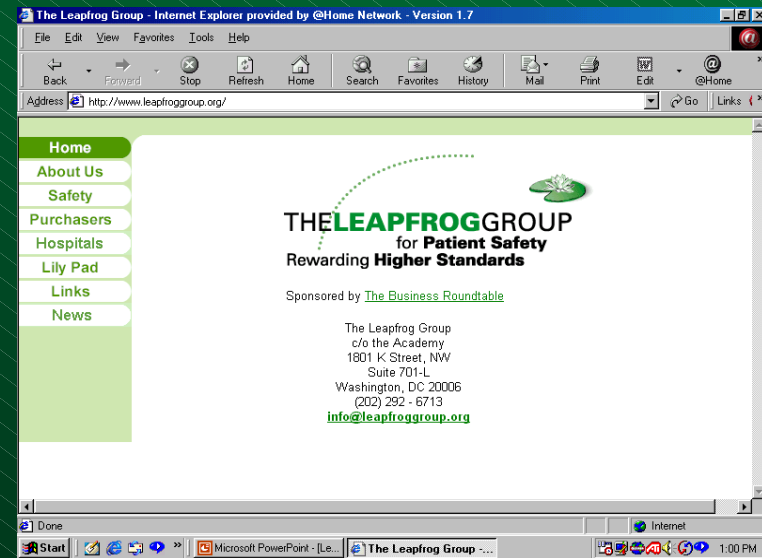 The Leapfrog Group - Internet Explorer provided by @Home Network - Version 1.7
File Edit View Favorites Tools Help
Back Forward Stop Refresh Home Search Favorites History Mail Print Edit @Home
Address http://www.leapfroggroup.org/ Go Links
Home
About Us
Safety
Purchasers
Hospitals
Lily Pad
Links
News
THELEAPFROGGROUP
for Patient Safety
Rewarding Higher Standards
Sponsored by The Business Roundtable
The Leapfrog Group
c/o the Academy
1801 K Street, NW
Suite 701-L
Washington, DC 20006
(202) 292 - 6713
info@leapfroggroup.org
Done Internet
Start Microsoft PowerPoint - [Le... The Leapfrog Group -... 1:00 PM